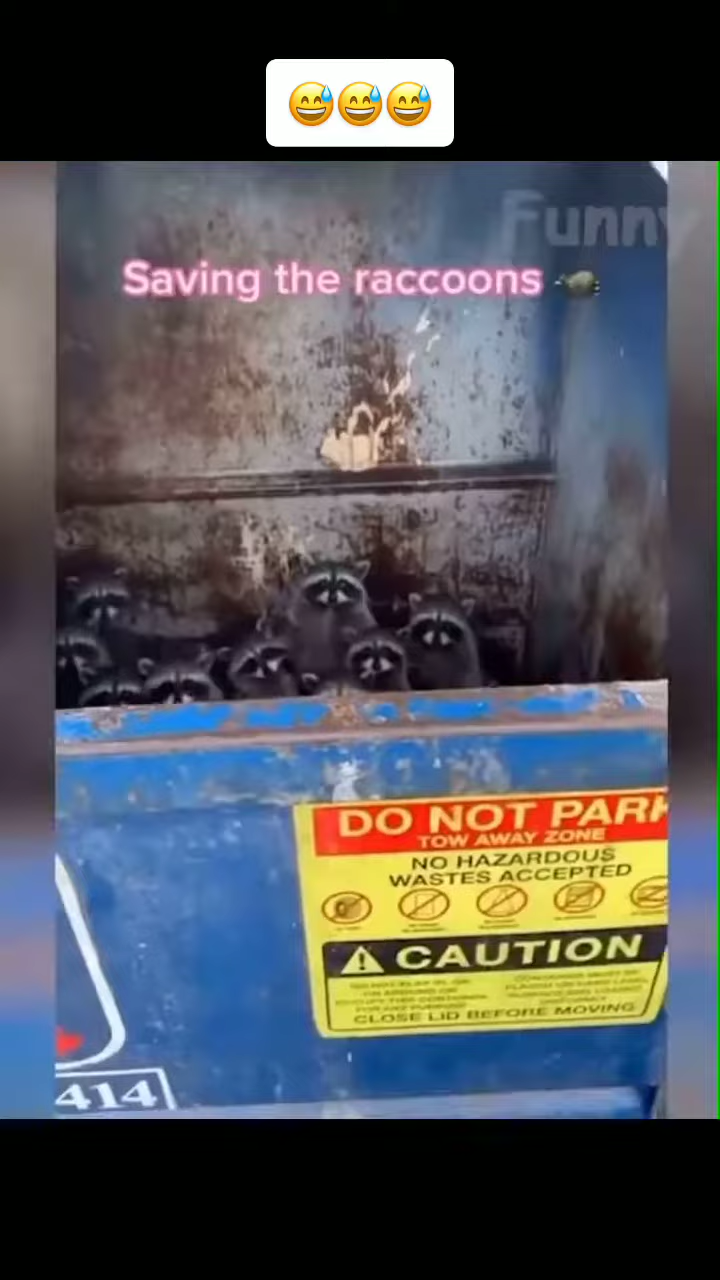 😅😅😅
Funny
Saving the raccoons
DO NOT PARK
TOW AWAY ZONE
NO HAZARDOUS
WASTES ACCEPTED
CAUTION
CLOSE LID BEFORE MOVING
414